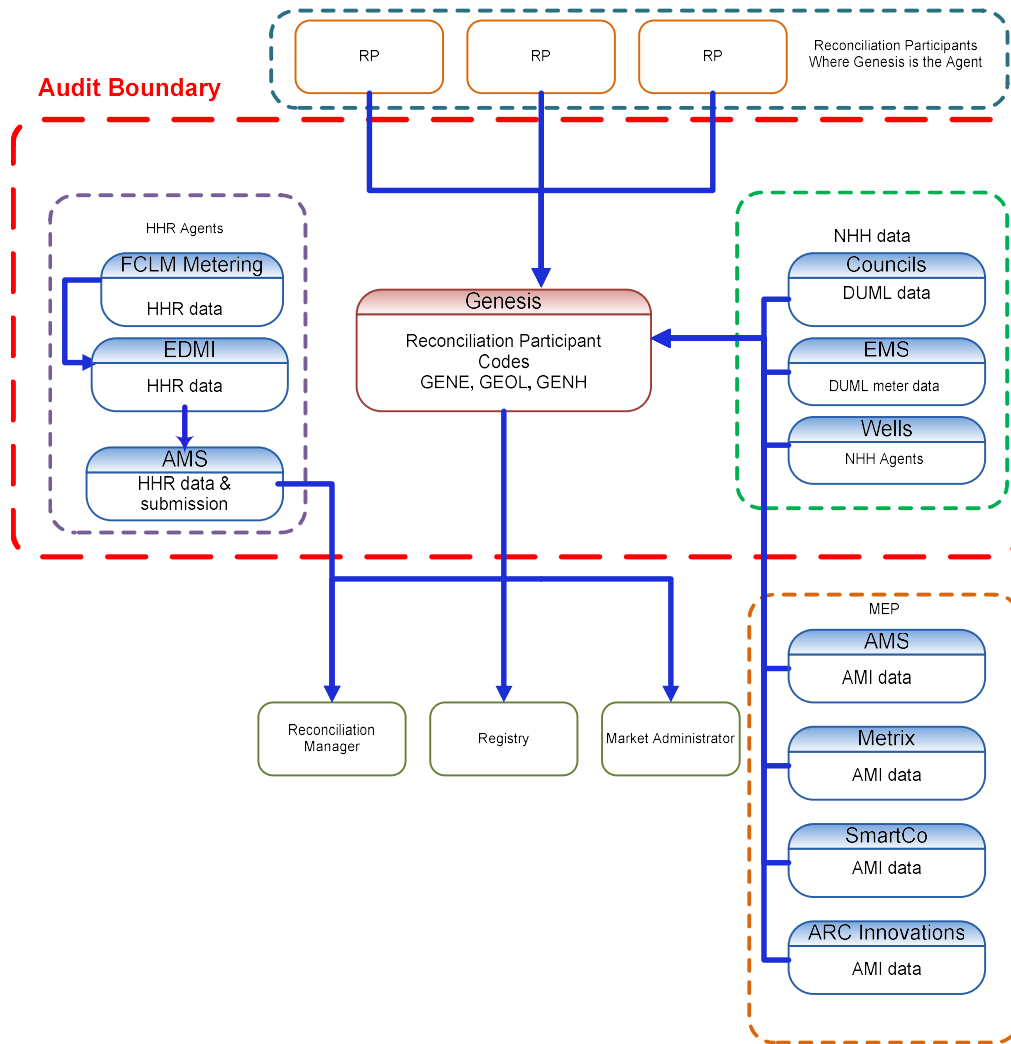 RP
RP
RP
Reconciliation Participants
Where Genesis is the Agent
Audit Boundary
HHR Agents
FCLM Metering
HHR data
EDMI
HHR data
AMS
HHR data &
submission
Genesis
Reconciliation Participant
Codes
GENE, GEOL, GENH
NHH data
Councils
DUML data
EMS
DUML meter data
Wells
NHH Agents
Reconciliation
Manager
Registry
Market Administrator
MEP
AMS
AMI data
Metrix
AMI data
SmartCo
AMI data
ARC Innovations
AMI data